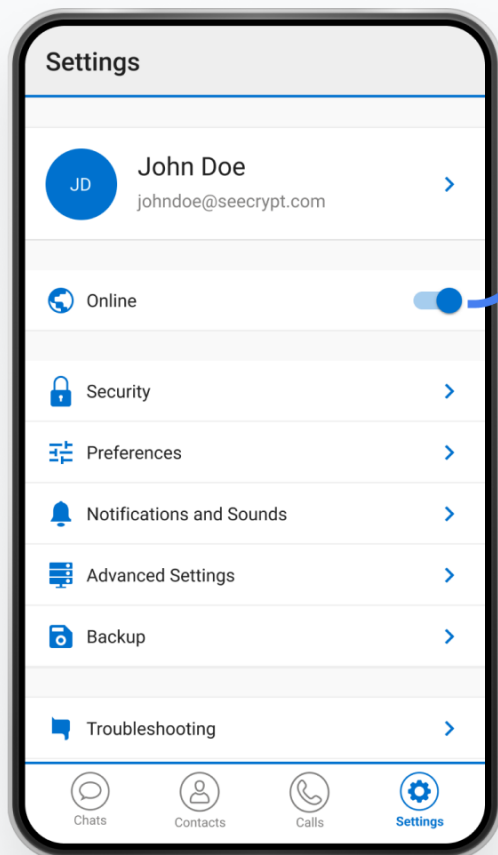 Settings
JD
John Doe
johndoe@seecrypt.com
Online
Security
Preferences
Notifications and Sounds
Advanced Settings
Backup
Troubleshooting
Chats Contacts Calls Settings